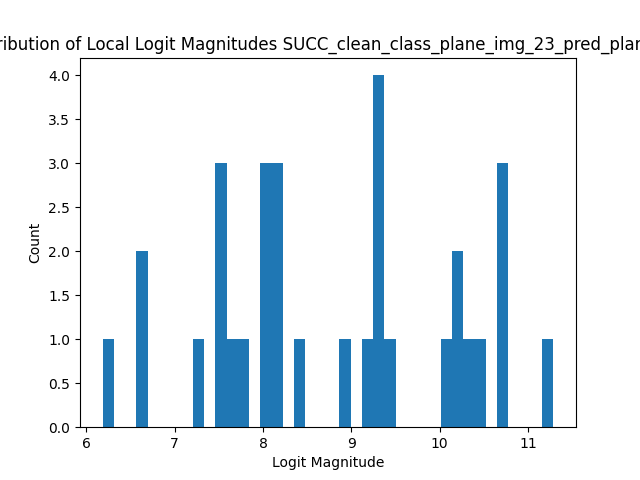 ribution of Local Logit Magnitudes SUCC_clean_class_plane_img_23_pred_plan
4.0
3.5
3.0
2.5
2.0
1.5
1.0
0.5
0.0
Count
6 7 8 9 10 11
Logit Magnitude